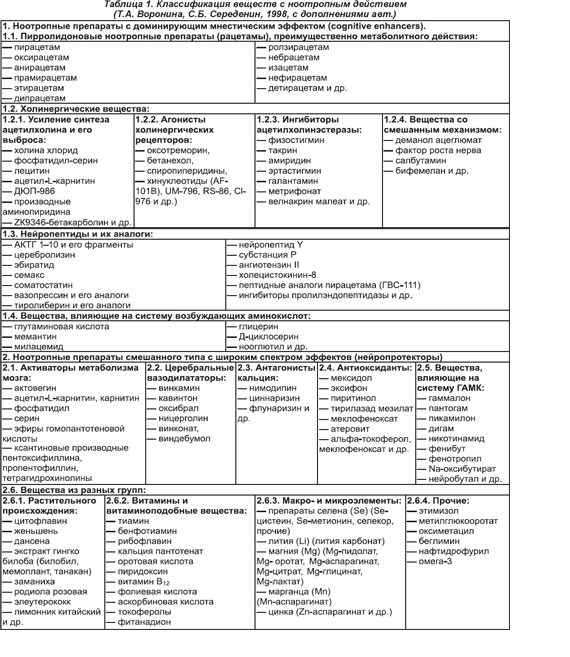 Таблица 1. Классификация веществ с ноотропным действием
(Т.А. Воронина, С.Б. Середенин, 1998, с дополнениями авт.)
1. Ноотропные препараты с доминирующим мнестическим эффектом (cognitive enhancers).
1.1. Пирролидоновые ноотропные препараты (рацетамы), преимущественно метаболитного действия:
— пирацетам
— оксирацетам
— анирацетам
— прамирацетам
— этирацетам
— дипрацетам
— ролзирацетам
— небрацетам
— изацетам
— нефирацетам
— детирацетам и др.
1.2. Холинергические вещества:
1.2.1. Усиление синтеза
ацетилхолина и его
выброса:
— холина хлорид
— фосфатидил-серин
— лецитин
— ацетил-L-карнитин
— ДЮП-986
— производные
аминопиридина
— ZK9346-бетакарболин и др.
1.2.2. Агонисты
холинергических
рецепторов:
— оксотреморин,
— бетанехол,
— спиропиперидины,
— хинуклеотиды (AF-
101B), UM-796, RS-86, CI-
976 и др.)
1.2.3. Ингибиторы
ацетилхолинэстеразы:
— физостигмин
— такрин
— амиридин
— эртастигмин
— галантамин
— метрифонат
— велнакрин малеат и др.
1.2.4. Вещества со
смешанным механизмом:
— деманол ацеглюмат
— фактор роста нерва
— салбутамин
— бифемелан и др.
1.3. Нейропептиды и их аналоги:
— АКТГ 1–10 и его фрагменты
— церебролизин
— эбиратид
— семакс
— соматостатин
— вазопрессин и его аналоги
— тиролиберин и его аналоги
— нейропептид Y
— субстанция P
— ангиотензин II
— холецистокинин-8
— пептидные аналоги пирацетама (ГВС-111)
— ингибиторы пролилэндопептидазы и др.
1.4. Вещества, влияющие на систему возбуждающих аминокислот:
— глутаминовая кислота
— мемантин
— милацемид
— глицерин
— Д-циклосерин
— нооглютил и др.
2. Ноотропные препараты смешанного типа с широким спектром эффектов (нейропротекторы)
2.1. Активаторы метаболизма
мозга:
— актовегин
— ацетил-L-карнитин, карнитин
— фосфатидил
— серин
— эфиры гомопантотеновой
кислоты
— ксантиновые производные
пентоксифиллина,
пропентофиллин,
тетрагидрохинолины
2.2. Церебральные
вазодилататоры:
— винкамин
— кавинтон
— оксибрал
— ницерголин
— винконат,
— виндебумол
2.3. Антагонисты
кальция:
— нимодипин
— циннаризин
— флунаризин и
др.
2.4. Антиоксиданты:
— мексидол
— эксифон
— пиритинол
— тирилазад мезилат
— меклофеноксат
— атеровит
— альфа-токоферол,
меклофеноксат и др.
2.5. Вещества,
влияющие на
систему ГАМК:
— гаммалон
— пантогам
— пикамилон
— дигам
— никотинамид
— фенибут
— фенотропил
— Na-оксибутират
— нейробутал и др.
2.6. Вещества из разных групп:
2.6.1. Растительного
происхождения:
— цитофлавин
— женьшень
— дансена
— экстракт гингко
билоба (билобил,
мемоплант, танакан)
— заманиха
— родиола розовая
— элеутерококк
— лимонник китайский
и др.
2.6.2. Витамины и
витаминоподобные вещества:
— тиамин
— бенфотиамин
— рибофлавин
— кальция пантотенат
— оротовая кислота
— пиридоксин
— витамин B12
— фолиевая кислота
— аскорбиновая кислота
— токоферолы
— фитанадион
2.6.3. Макро- и микроэлементы:
— препараты селена (Se) (Se-
цистеин, Se-метионин, селекор,
прочие)
— лития (Li) (лития карбонат)
— магния (Mg) (Mg-пидолат,
Mg- оротат, Mg-аспарагинат,
Mg-цитрат, Mg-глицинат,
Mg-лактат)
— марганца (Mn)
(Mn-аспарагинат)
— цинка (Zn-аспарагинат и др.)
2.6.4. Прочие:
— этимизол
— метилглюкооротат
— оксиметацил
— беглимин
— нафтидрофурил
— омега-3